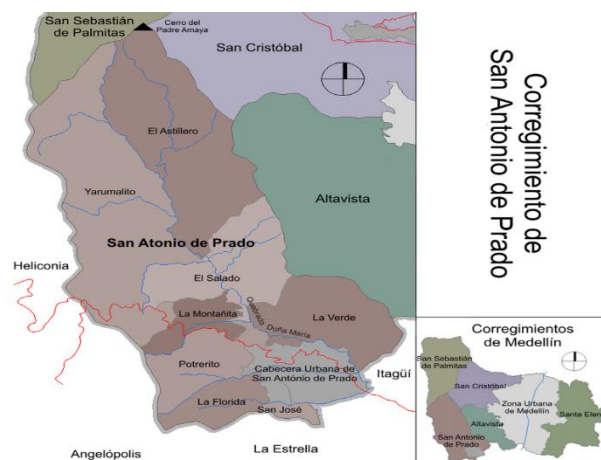 San Sebastián
de Palmitas
Cerro del
Padre Amaya
San Cristóbal
El Astillero
Yarumalito
Altavista
San Atonio de Prado
Heliconia
El Salado
La Montañita
Quebrada Doña María
La Verde
Potrerito
Cabecera Urbana de
San António de Prado
Itagüí
La Florida
San José
Angelópolis
La Estrella
Corregimiento de
San Antonio de Prado
Corregimientos
de Medellín
San Sebastián
de Palmitas
San Cristóbal
Zona Urbana
de Medellín
Santa Elen
Altavista
San Antonio
de Prado